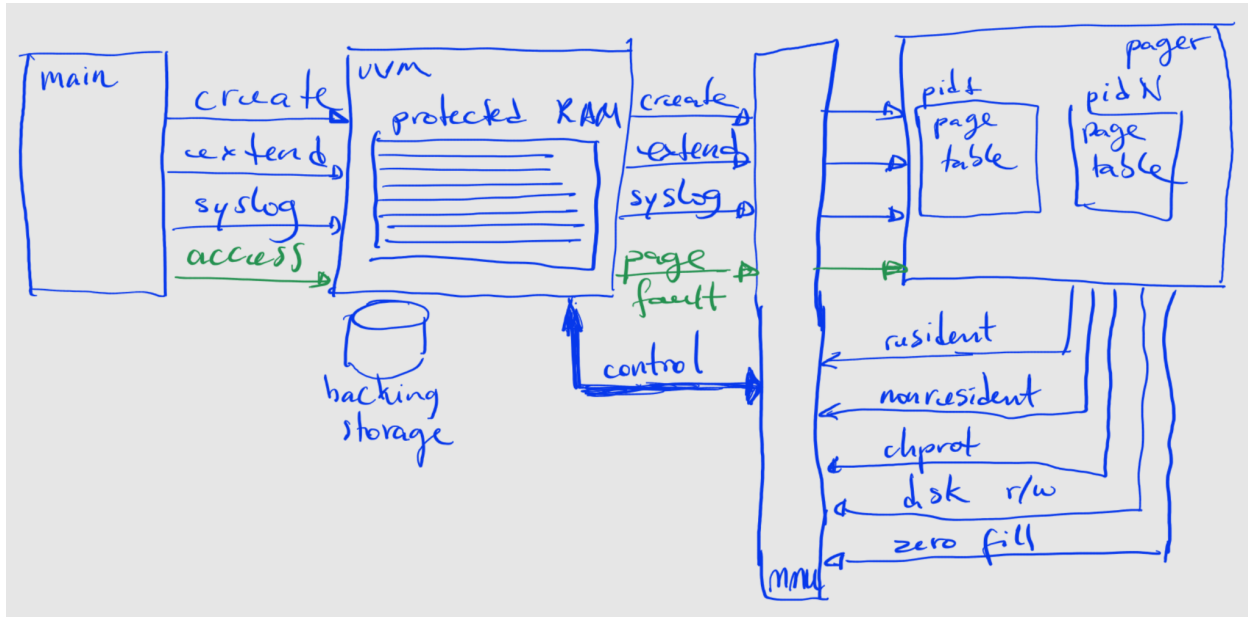 main
create
extend
syslog
access
uvm
protected RAM
backing
storage
create
extend
syslog
page
fault
control
mmu
pager
pid1
page
table
pid N
page
table
resident
nonresident
chprot
disk r/w
zero fill